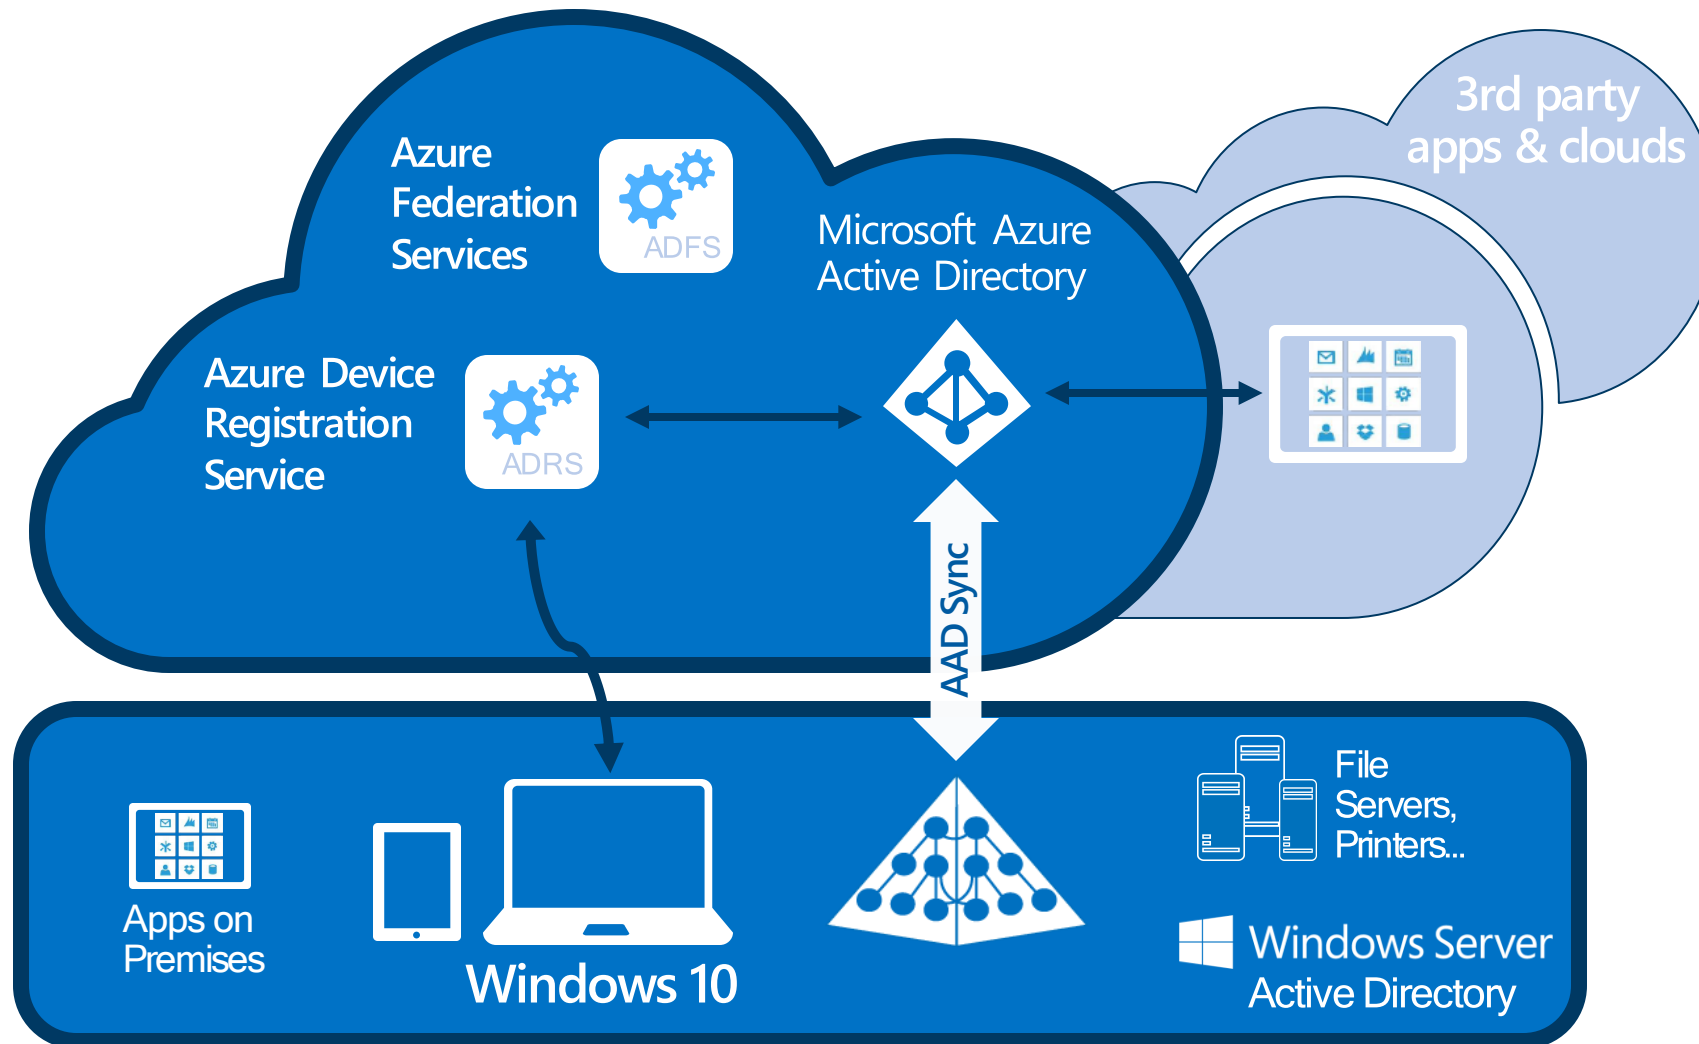 3rd party
apps & clouds
Azure
Federation
Services
ADFS
Microsoft Azure
Active Directory
Azure Device
Registration
Service
ADRS
AAD Sync
File
Servers,
Printers...
Apps on
Premises
Windows 10
Windows Server
Active Directory